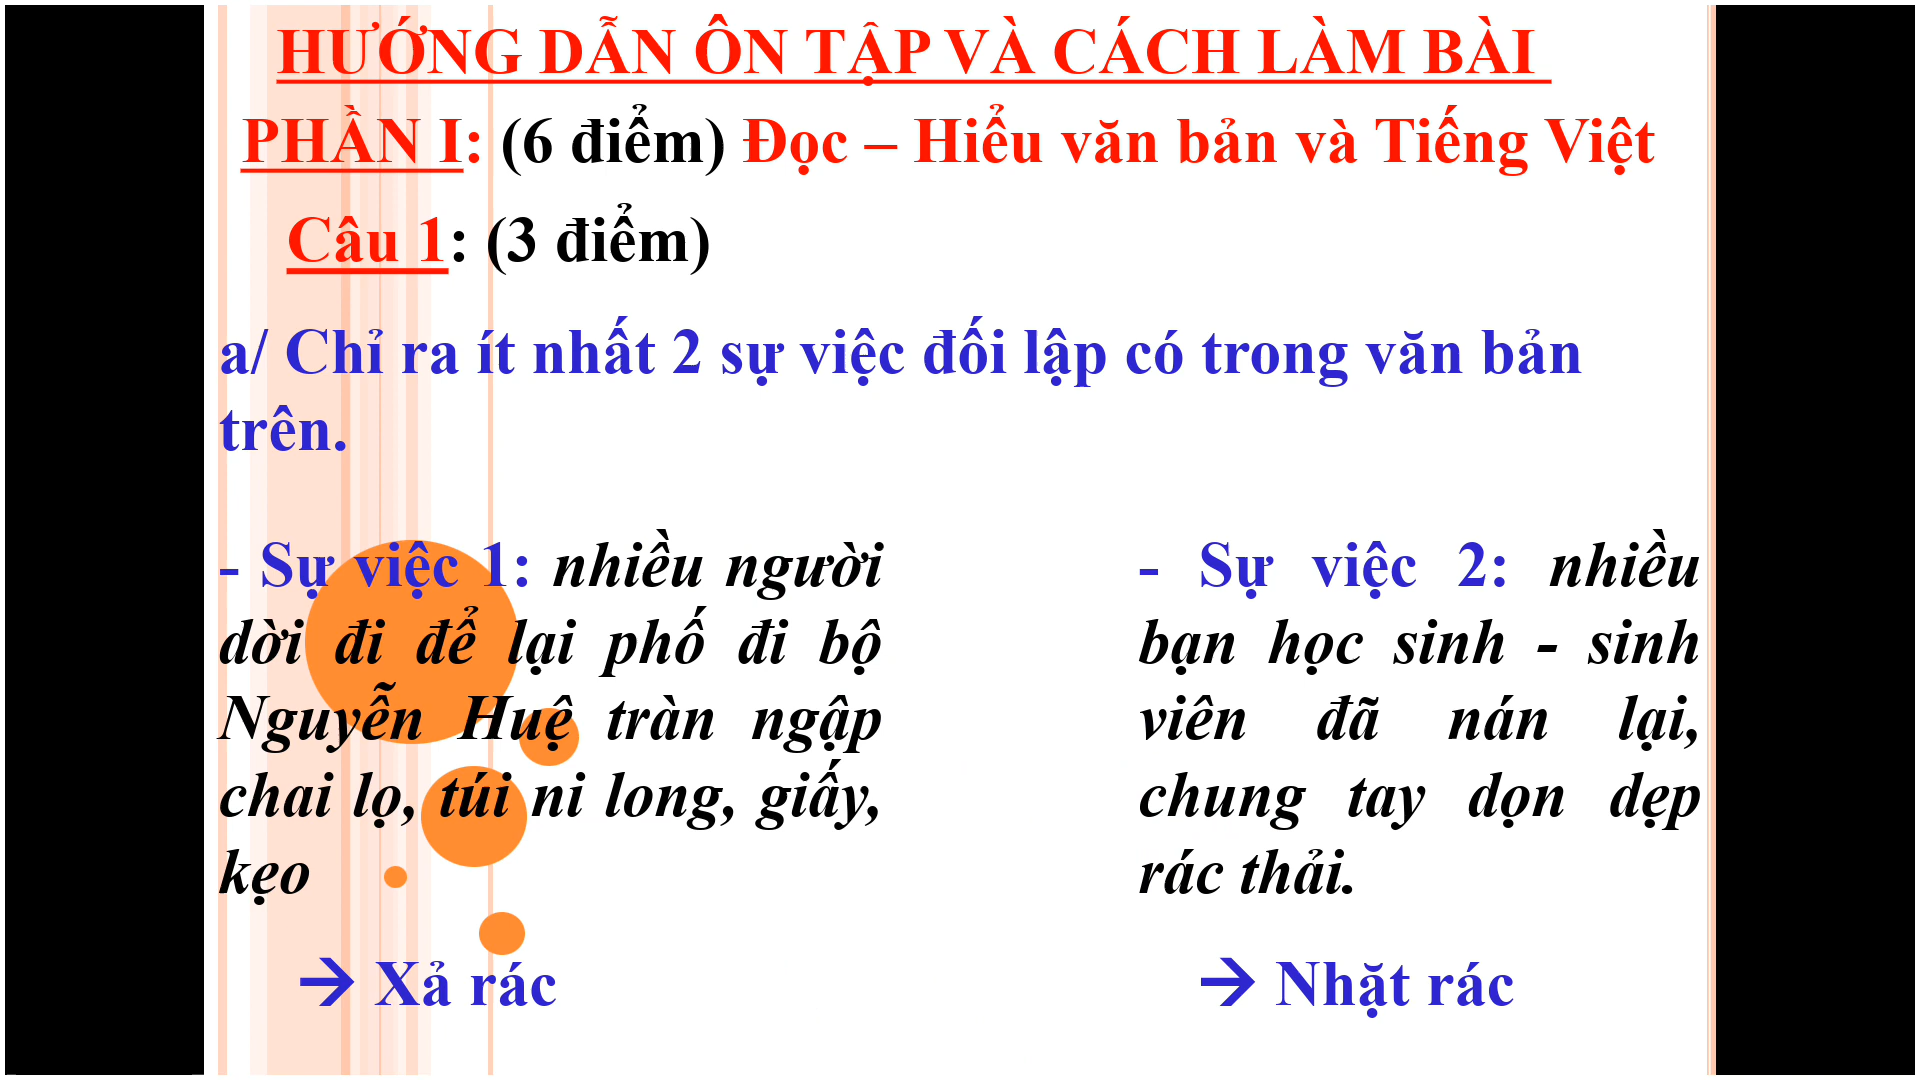 HƯỚNG DẪN ÔN TẬP VÀ CÁCH LÀM BÀI
PHẦN I: (6 điểm) Đọc – Hiểu văn bản và Tiếng Việt
Câu 1: (3 điểm)
a/ Chỉ ra ít nhất 2 sự việc đối lập có trong văn bản
trên.
- Sự việc 1: nhiều người
dời đi để lại phố đi bộ
Nguyễn Huệ tràn ngập
chai lọ, túi ni long, giấy,
kẹo
→ Xả rác
- Sự việc 2: nhiều
bạn học sinh - sinh
viên đã nán lại,
chung tay dọn dẹp
rác thải.
→ Nhặt rác